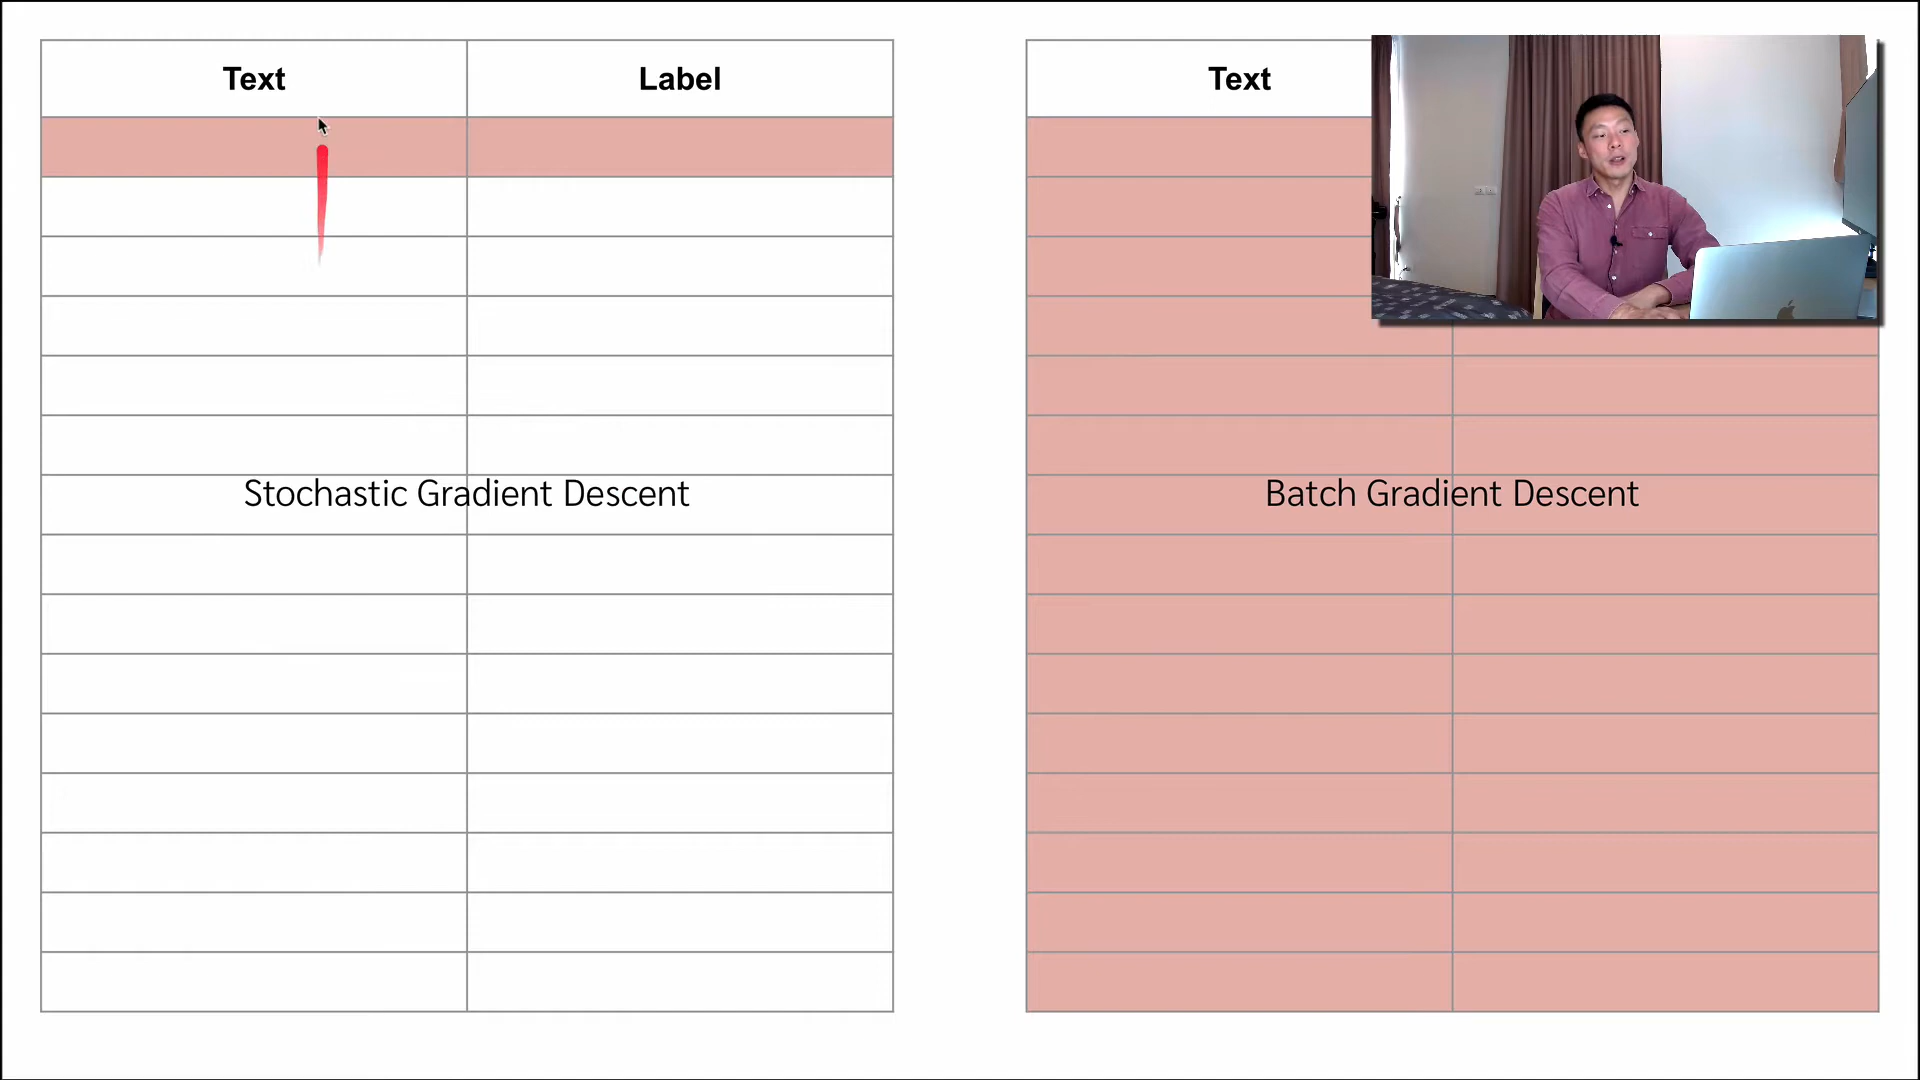 Text
Label
Stochastic Gradient Descent
Text
Batch Gradient Descent